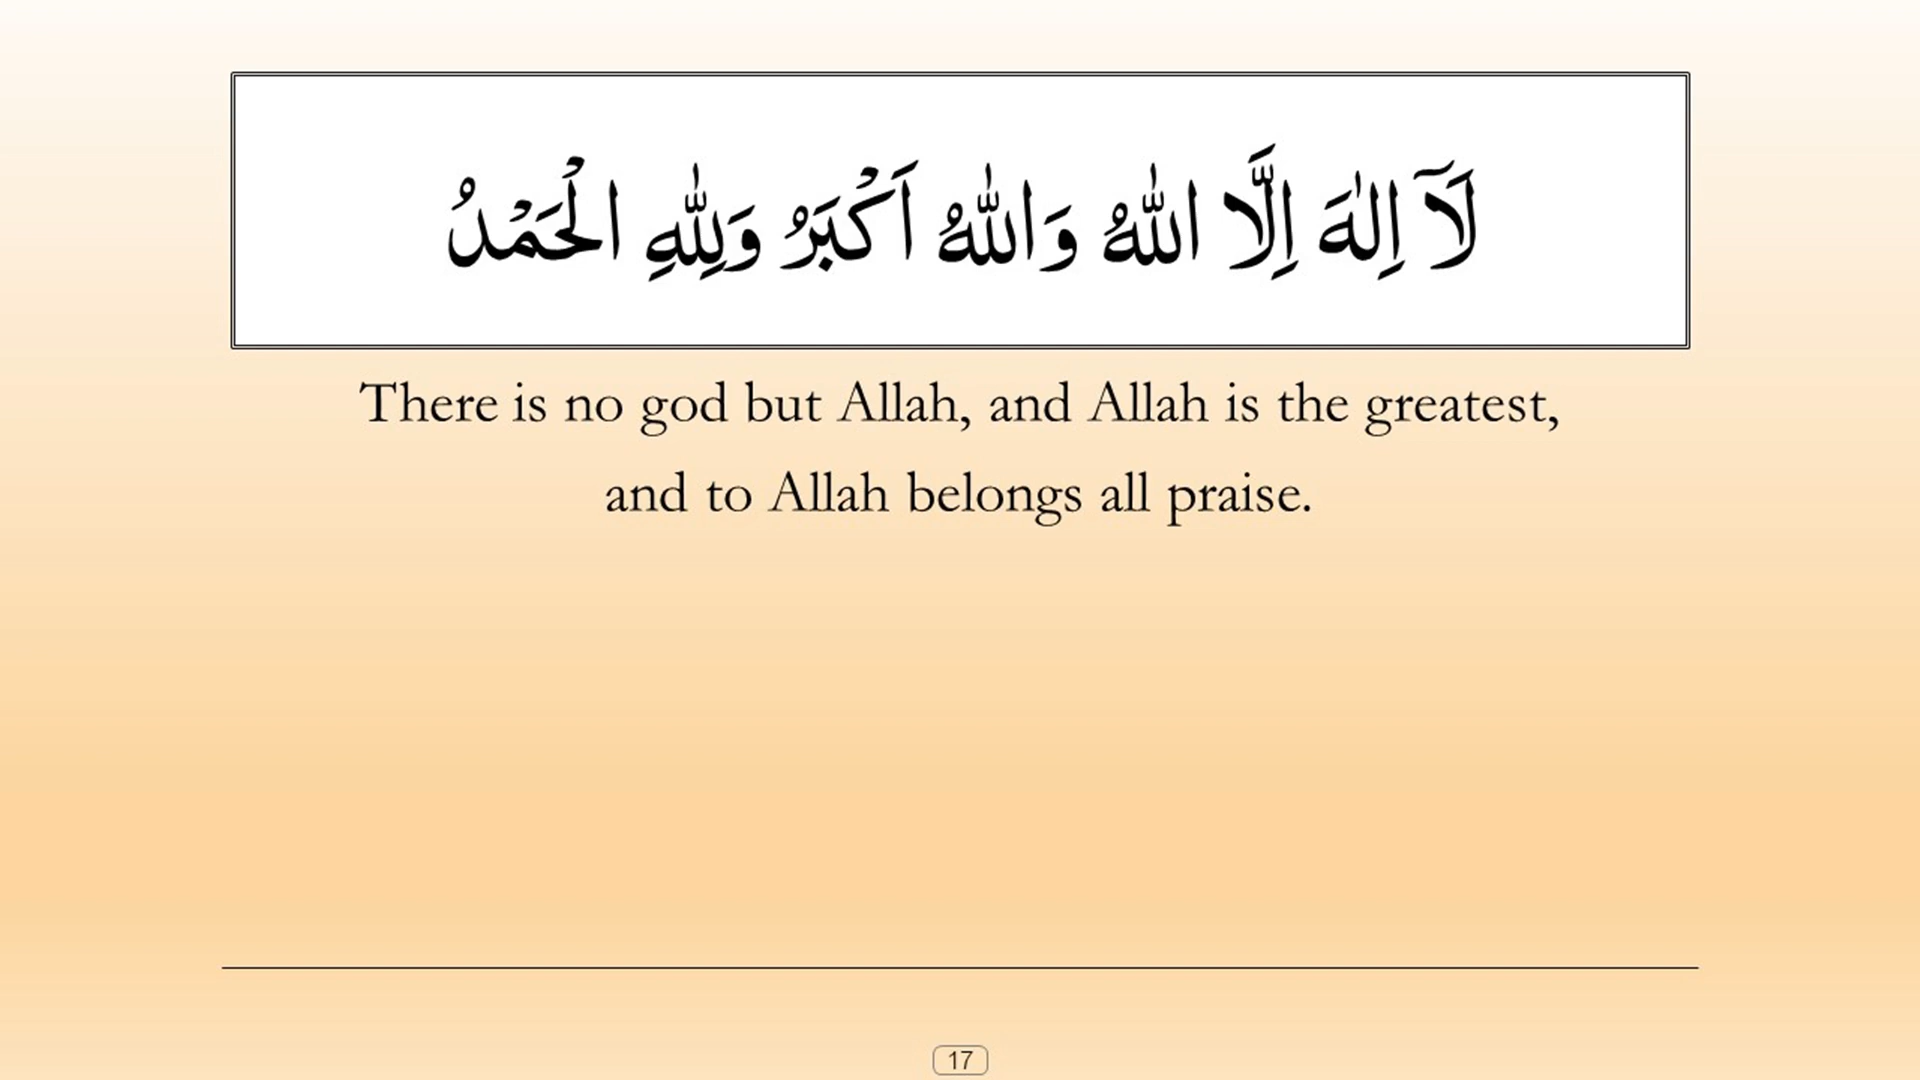 لَآ اِلٰهَ اِلَّا اللّٰهُ وَاللّٰهُ اَكْبَرُ وَلِلّٰهِ الْحَمْدُ
There is no god but Allah, and Allah is the greatest,
and to Allah belongs all praise.
17